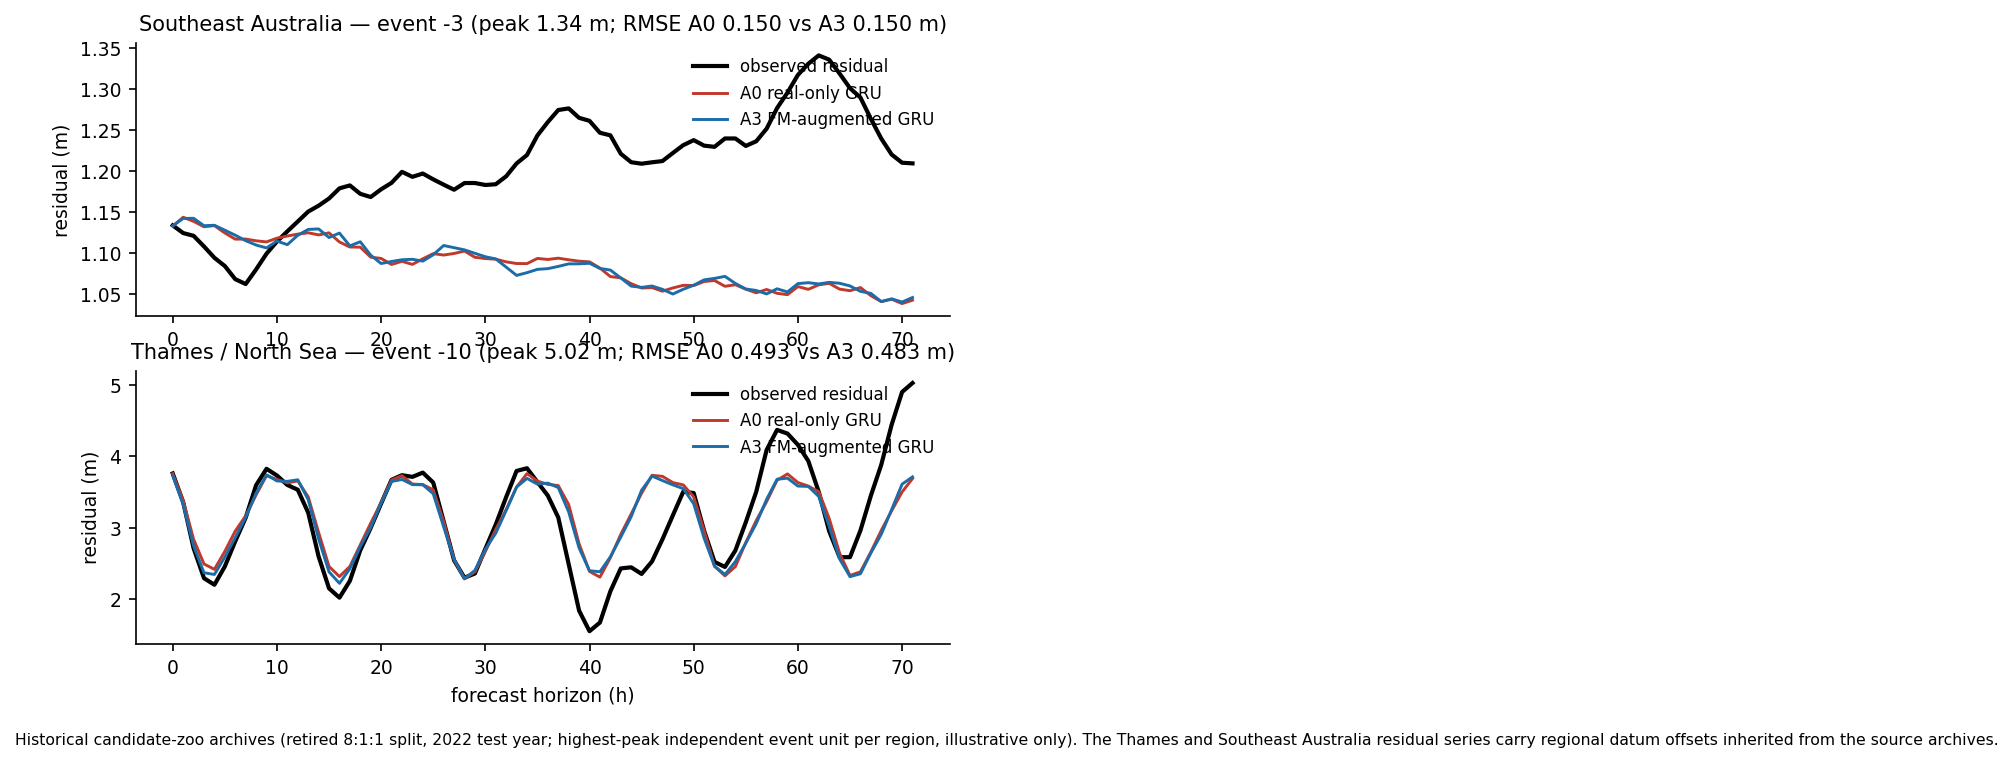 Southeast Australia — event -3 (peak 1.34 m; RMSE A0 0.150 vs A3 0.150 m)
1.35
1.30
1.25
1.20
1.15
1.10
1.05
residual (m)
observed residual
A0 real-only GRU
A3 FM-augmented GRU
0 10 20 30 40 50 60 70
Thames / North Sea — event -10 (peak 5.02 m; RMSE A0 0.493 vs A3 0.483 m)
5
4
3
2
residual (m)
observed residual
A0 real-only GRU
A3 FM-augmented GRU
0 10 20 30 40 50 60 70
forecast horizon (h)
Historical candidate-zoo archives (retired 8:1:1 split, 2022 test year; highest-peak independent event unit per region, illustrative only). The Thames and Southeast Australia residual series carry regional datum offsets inherited from the source archives.